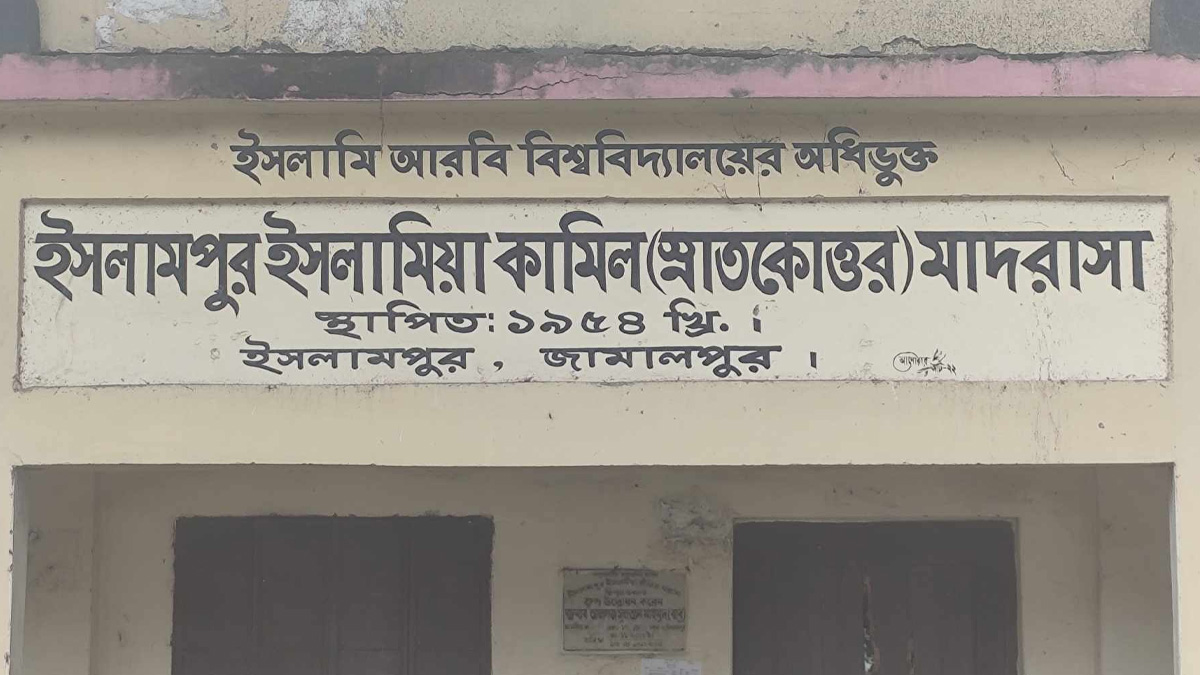 ইসলামি আরবি বিশ্ববিদ্যালয়ের অধিভুক্ত
ইসলামপুর ইসলামিয়া কামিল (স্নাতকোত্তর) মাদরাসা
স্থাপিত: ১৯৫৪ খ্রি. ।
ইসলামপুর , জামালপুর ।